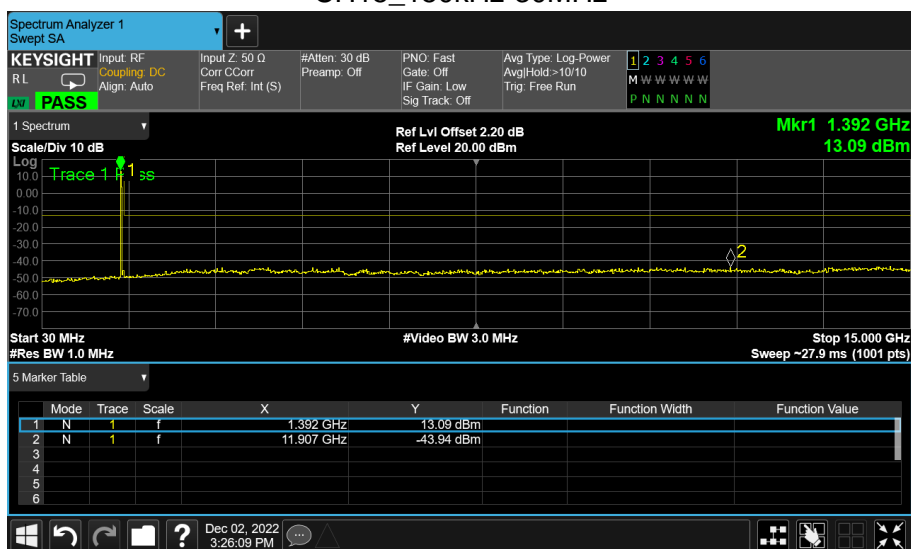 Spectrum Analyzer 1
Swept SA
KEYSIGHT Input: RF Input Z: 50 Ω #Atten: 30 dB PNO: Fast Avg Type: Log-Power 1 2 3 4 5 6
RL Coupling: DC Corr CCorr Preamp: Off Gate: Off Avg|Hold:>10/10 M W W W W W
Align: Auto Freq Ref: Int (S) IF Gain: Low Trig: Free Run
LXI PASS Sig Track: Off P N N N N N
1 Spectrum Ref Lvl Offset 2.20 dB Mkr1 1.392 GHz
Scale/Div 10 dB Ref Level 20.00 dBm 13.09 dBm
Log
10.0 Trace 1 Pass 1
0.00
-10.0
-20.0
-30.0
-40.0 2
-50.0
-60.0
-70.0
Start 30 MHz #Video BW 3.0 MHz Stop 15.000 GHz
#Res BW 1.0 MHz Sweep ~27.9 ms (1001 pts)
5 Marker Table
Mode Trace Scale X Y Function Function Width Function Value
1 N 1 f 1.392 GHz 13.09 dBm
2 N 1 f 11.907 GHz -43.94 dBm
3
4
5
6
? Dec 02, 2022
3:26:09 PM